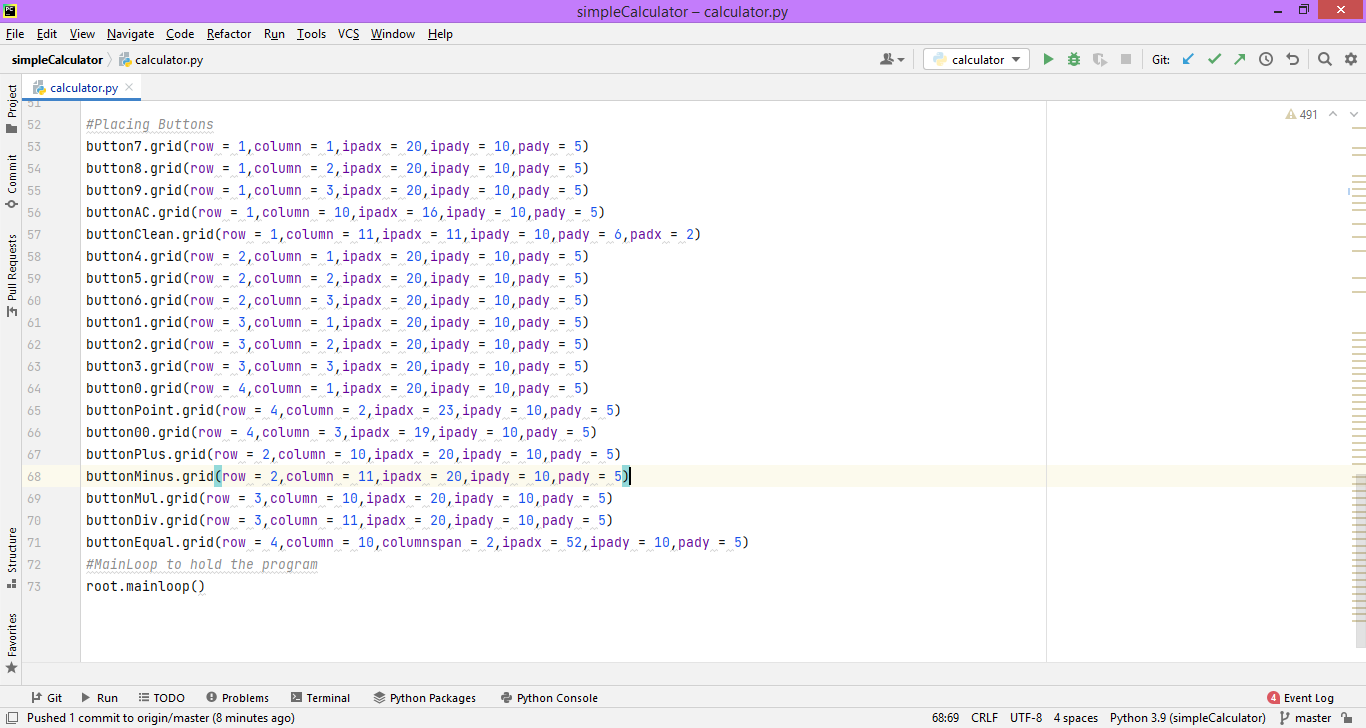 simpleCalculator – calculator.py
File Edit View Navigate Code Refactor Run Tools VCS Window Help
simpleCalculator calculator.py calculator Git:
calculator.py
Project
Commit
Pull Requests
Structure
Favorites
491
51
52 #Placing Buttons
53 button7.grid(row = 1,column = 1,ipadx = 20,ipady = 10,pady = 5)
54 button8.grid(row = 1,column = 2,ipadx = 20,ipady = 10,pady = 5)
55 button9.grid(row = 1,column = 3,ipadx = 20,ipady = 10,pady = 5)
56 buttonAC.grid(row = 1,column = 10,ipadx = 16,ipady = 10,pady = 5)
57 buttonClean.grid(row = 1,column = 11,ipadx = 11,ipady = 10,pady = 6,padx = 2)
58 button4.grid(row = 2,column = 1,ipadx = 20,ipady = 10,pady = 5)
59 button5.grid(row = 2,column = 2,ipadx = 20,ipady = 10,pady = 5)
60 button6.grid(row = 2,column = 3,ipadx = 20,ipady = 10,pady = 5)
61 button1.grid(row = 3,column = 1,ipadx = 20,ipady = 10,pady = 5)
62 button2.grid(row = 3,column = 2,ipadx = 20,ipady = 10,pady = 5)
63 button3.grid(row = 3,column = 3,ipadx = 20,ipady = 10,pady = 5)
64 button0.grid(row = 4,column = 1,ipadx = 20,ipady = 10,pady = 5)
65 buttonPoint.grid(row = 4,column = 2,ipadx = 23,ipady = 10,pady = 5)
66 button00.grid(row = 4,column = 3,ipadx = 19,ipady = 10,pady = 5)
67 buttonPlus.grid(row = 2,column = 10,ipadx = 20,ipady = 10,pady = 5)
68 buttonMinus.grid(row = 2,column = 11,ipadx = 20,ipady = 10,pady = 5)
69 buttonMul.grid(row = 3,column = 10,ipadx = 20,ipady = 10,pady = 5)
70 buttonDiv.grid(row = 3,column = 11,ipadx = 20,ipady = 10,pady = 5)
71 buttonEqual.grid(row = 4,column = 10,columnspan = 2,ipadx = 52,ipady = 10,pady = 5)
72 #MainLoop to hold the program
73 root.mainloop()
Git Run TODO Problems Terminal Python Packages Python Console 4 Event Log
Pushed 1 commit to origin/master (8 minutes ago) 68:69 CRLF UTF-8 4 spaces Python 3.9 (simpleCalculator) master